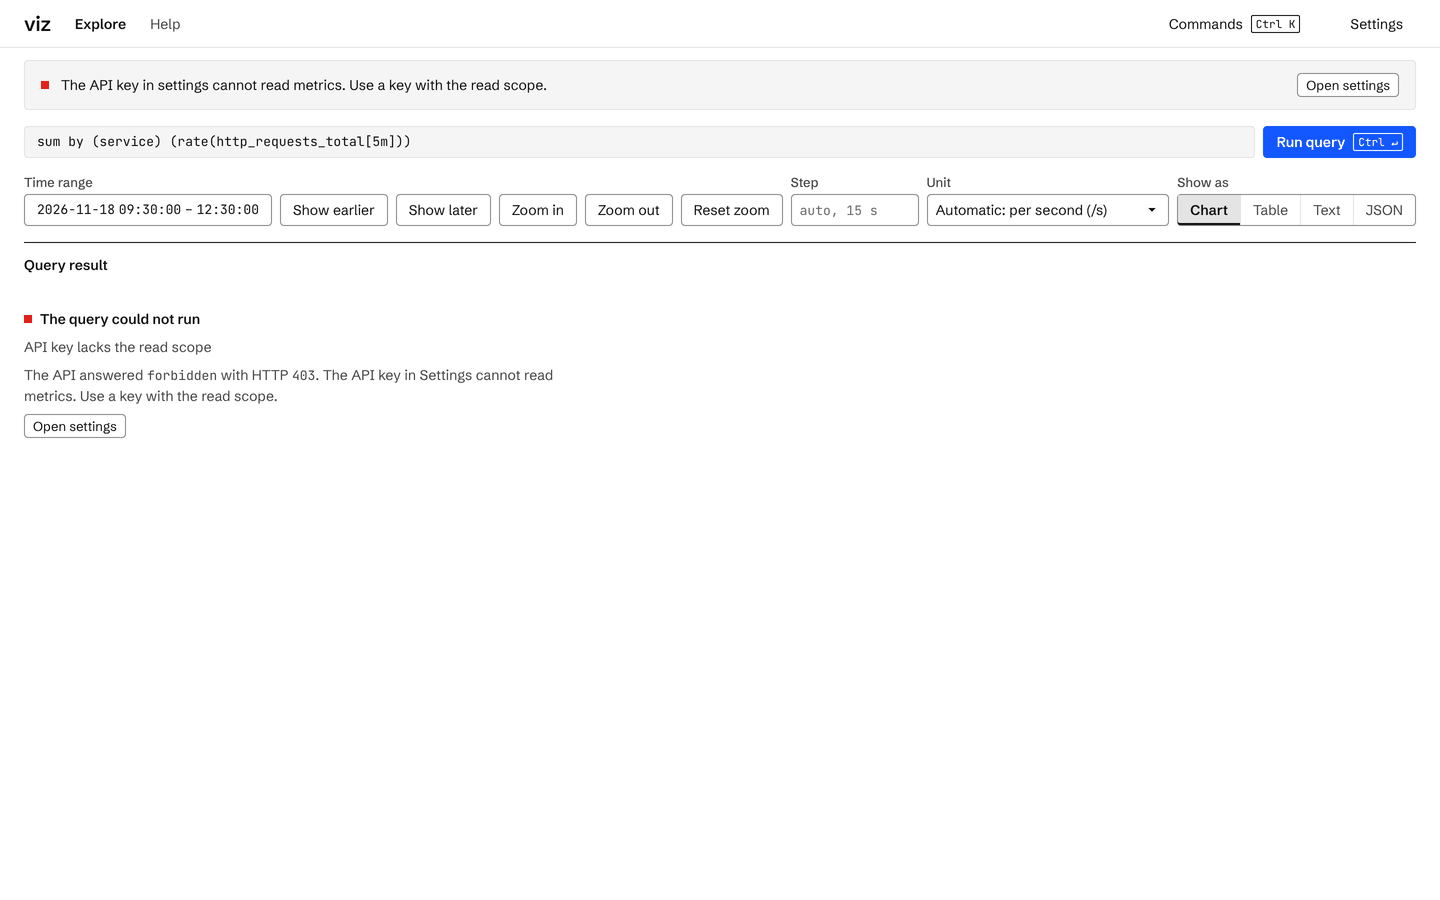 viz Explore Help Commands Ctrl K Settings
The API key in settings cannot read metrics. Use a key with the read scope. Open settings
sum by (service) (rate(http_requests_total[5m])) Run query Ctrl ↵
Time range Step Unit Show as
2026-11-18 09:30:00 – 12:30:00 Show earlier Show later Zoom in Zoom out Reset zoom auto, 15 s Automatic: per second (/s) Chart Table Text JSON
Query result
The query could not run
API key lacks the read scope
The API answered forbidden with HTTP 403. The API key in Settings cannot read
metrics. Use a key with the read scope.
Open settings